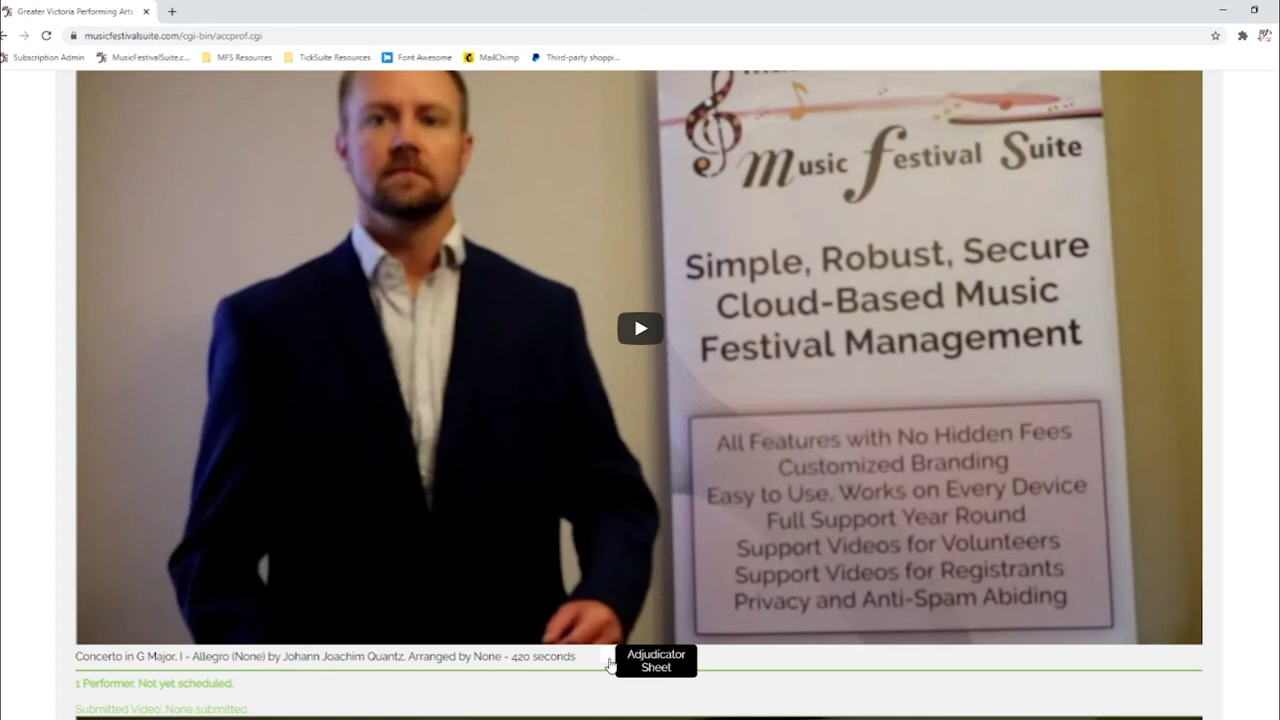 Greater Victoria Performing Arts
musicfestivalsuite.com/cgi-bin/accprof.cgi
Subscription Admin
MusicFestivalSuite.c...
MFS Resources
TickSuite Resources
Font Awesome
MailChimp
Third-party shoppi...
Music Festival Suite
Simple, Robust, Secure
Cloud-Based Music
Festival Management
All Features with No Hidden Fees
Customized Branding
Easy to Use. Works on Every Device
Full Support Year Round
Support Videos for Volunteers
Support Videos for Registrants
Privacy and Anti-Spam Abiding
Concerto in G Major, I - Allegro (None) by Johann Joachim Quantz, Arranged by None - 420 seconds
Adjudicator
Sheet
1 Performer. Not yet scheduled.
Submitted Video: None submitted.